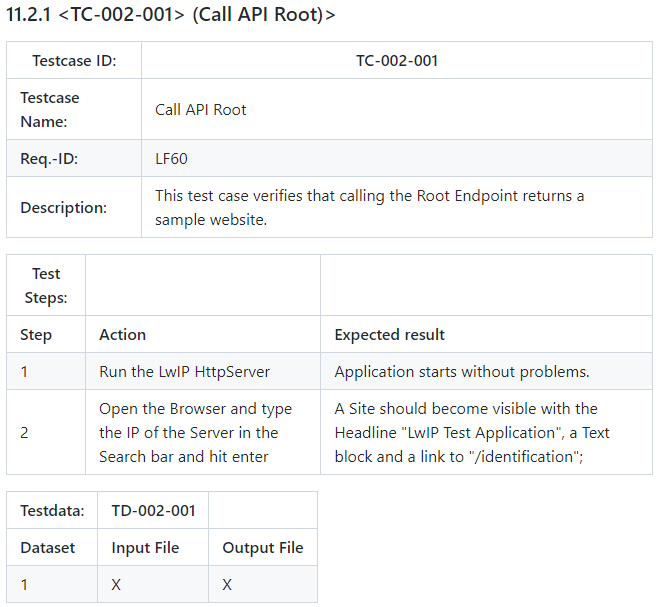 11.2.1 <TC-002-001> (Call API Root)>
Testcase ID: TC-002-001
Testcase
Name:
Call API Root
Req.-ID: LF60
Description:
This test case verifies that calling the Root Endpoint returns a
sample website.
Test
Steps:
Step Action Expected result
1 Run the LwIP HttpServer Application starts without problems.
2
Open the Browser and type
the IP of the Server in the
Search bar and hit enter
A Site should become visible with the
Headline "LwIP Test Application", a Text
block and a link to "/identification";
Testdata: TD-002-001
Dataset Input File Output File
1 X X